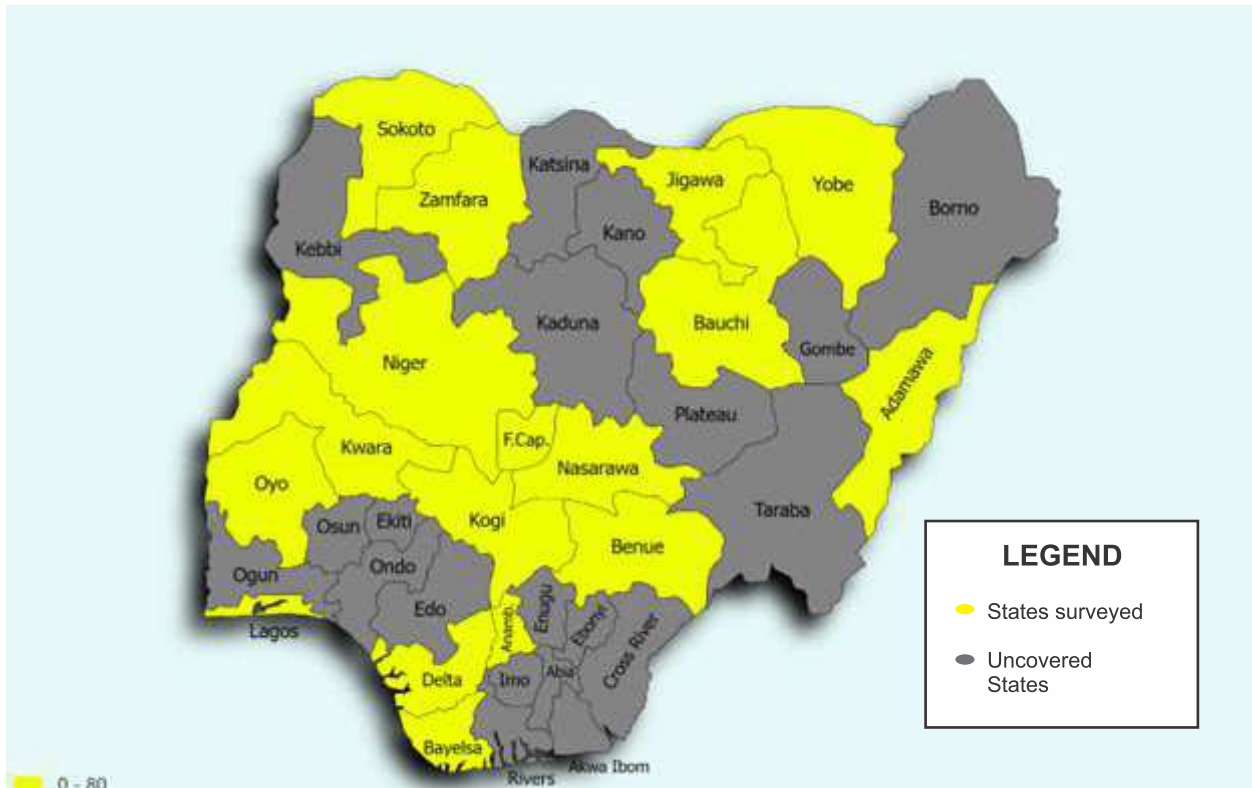 Sokoto
Katsina
Zamfara
Jigawa
Yobe
Borno
Kano
Kebbi
Kaduna
Bauchi
Gombe
Niger
Adamawa
Plateau
F.Cap.
Kwara
Nasarawa
Oyo
Taraba
Kogi
Osun
Ekiti
Benue
Ondo
Ogun
Edo
Enugu
Anamb.
Ebonyi
Cross River
Lagos
Delta
Imo
Abia
Bayelsa
Rivers
Akwa Ibom
LEGEND
States surveyed
Uncovered
States
0 - 80